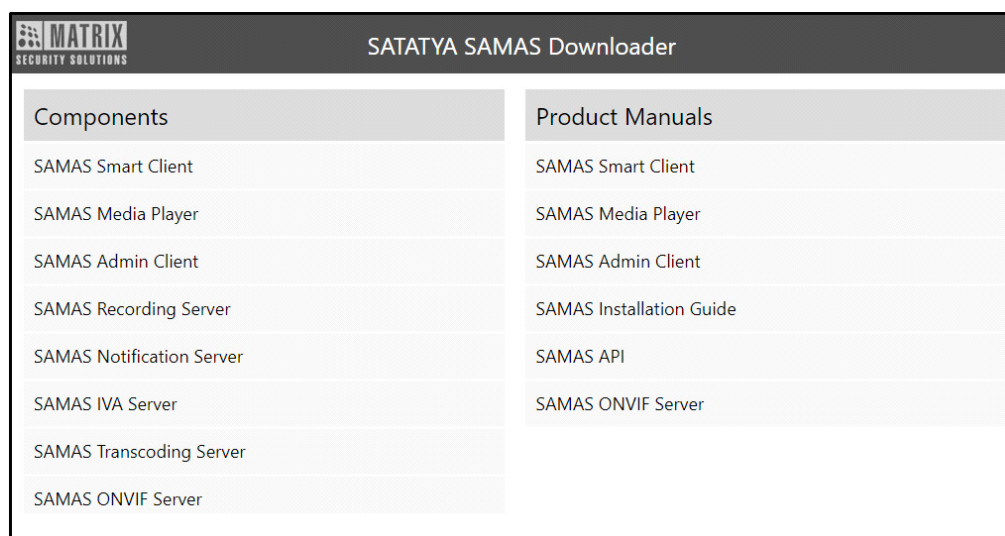 MATRIX
SECURITY SOLUTIONS
SATATYA SAMAS Downloader
Components
SAMAS Smart Client
SAMAS Media Player
SAMAS Admin Client
SAMAS Recording Server
SAMAS Notification Server
SAMAS IVA Server
SAMAS Transcoding Server
SAMAS ONVIF Server
Product Manuals
SAMAS Smart Client
SAMAS Media Player
SAMAS Admin Client
SAMAS Installation Guide
SAMAS API
SAMAS ONVIF Server